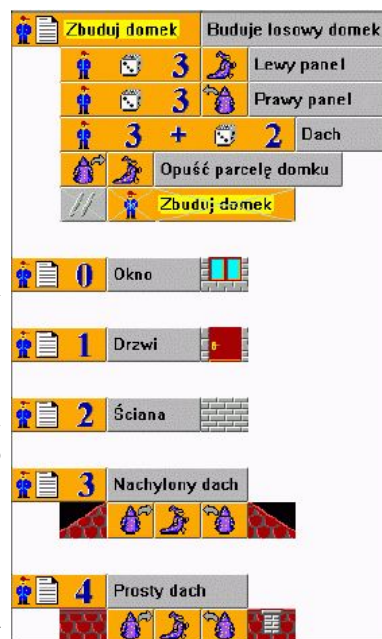 Zbuduj domek Buduje losowy domek
3 Lewy panel
3 Prawy panel
3 + 2 Dach
Opuść parcelę domku
// Zbuduj domek
0 Okno
1 Drzwi
2 Ściana
3 Nachylony dach
4 Prosty dach